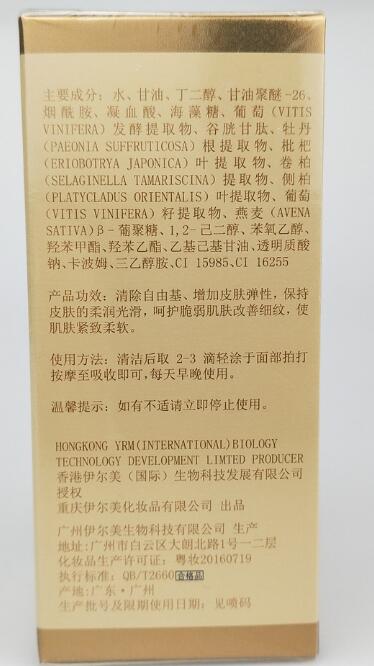 主要成分：水、甘油、丁二醇、甘油聚醚-26、
烟酰胺、凝血酸、海藻糖、葡萄(VITIS
VINIFERA)发酵提取物、谷胱甘肽、牡丹
(PAEONIA SUFFRUTICOSA)根提取物、枇杷
(ERIOBOTRYA JAPONICA)叶提取物、卷柏
(SELAGINELLA TAMARISCINA)提取物、侧柏
(PLATYCLADUS ORIENTALIS)叶提取物、葡萄
(VITIS VINIFERA)籽提取物、燕麦(AVENA
SATIVA)β-葡聚糖、1,2-己二醇、苯氧乙醇、
羟苯甲酯、羟苯乙酯、乙基己基甘油、透明质酸
钠、卡波姆、三乙醇胺、CI 15985、CI 16255
产品功效：清除自由基、增加皮肤弹性，保持
皮肤的柔润光滑，呵护脆弱肌肤改善细纹，使
肌肤紧致柔软。
使用方法：清洁后取 2-3 滴轻涂于面部拍打
按摩至吸收即可，每天早晚使用。
温馨提示：如有不适请立即停止使用。
HONGKONG YRM(INTERNATIONAL)BIOLOGY
TECHNOLOGY DEVELOPMENT LIMTED PRODUCER
香港伊尔美（国际）生物科技发展有限公司
授权
重庆伊尔美化妆品有限公司 出品
广州伊尔美生物科技有限公司 生产
地址:广州市白云区大朗北路1号一二层
化妆品生产许可证：粤妆20160719
执行标准：QB/T2660 合格品
产地：广东·广州
生产批号及限期使用日期：见喷码